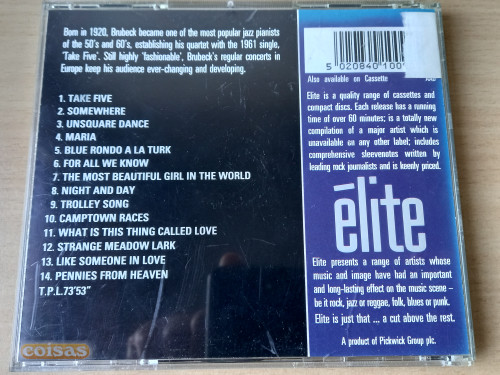 Born in 1920, Brubeck became one of the most popular jazz pianists
of the 50's and 60's, establishing his quartet with the 1961 single,
'Take Five'. Still highly 'fashionable', Brubeck's regular concerts in
Europe keep his audience ever-changing and developing.
1. TAKE FIVE
2. SOMEWHERE
3. UNSQUARE DANCE
4. MARIA
5. BLUE RONDO A LA TURK
6. FOR ALL WE KNOW
7. THE MOST BEAUTIFUL GIRL IN THE WORLD
8. NIGHT AND DAY
9. TROLLEY SONG
10. CAMPTOWN RACES
11. WHAT IS THIS THING CALLED LOVE
12. STRANGE MEADOW LARK
13. LIKE SOMEONE IN LOVE
14. PENNIES FROM HEAVEN
T.P.L.73'53"
coisas
5 020840 100
Also available on Cassette
Elite is a quality range of cassettes and
compact discs. Each release has a running
time of over 60 minutes; is a totally new
compilation of a major artist which is
unavailable on any other label; includes
comprehensive sleevenotes written by
leading rock journalists and is keenly priced.
élite
Elite presents a range of artists whose
music and image have had an important
and long-lasting effect on the music scene –
be it rock, jazz or reggae, folk, blues or punk.
Elite is just that ... a cut above the rest.
A product of Pickwick Group plc.